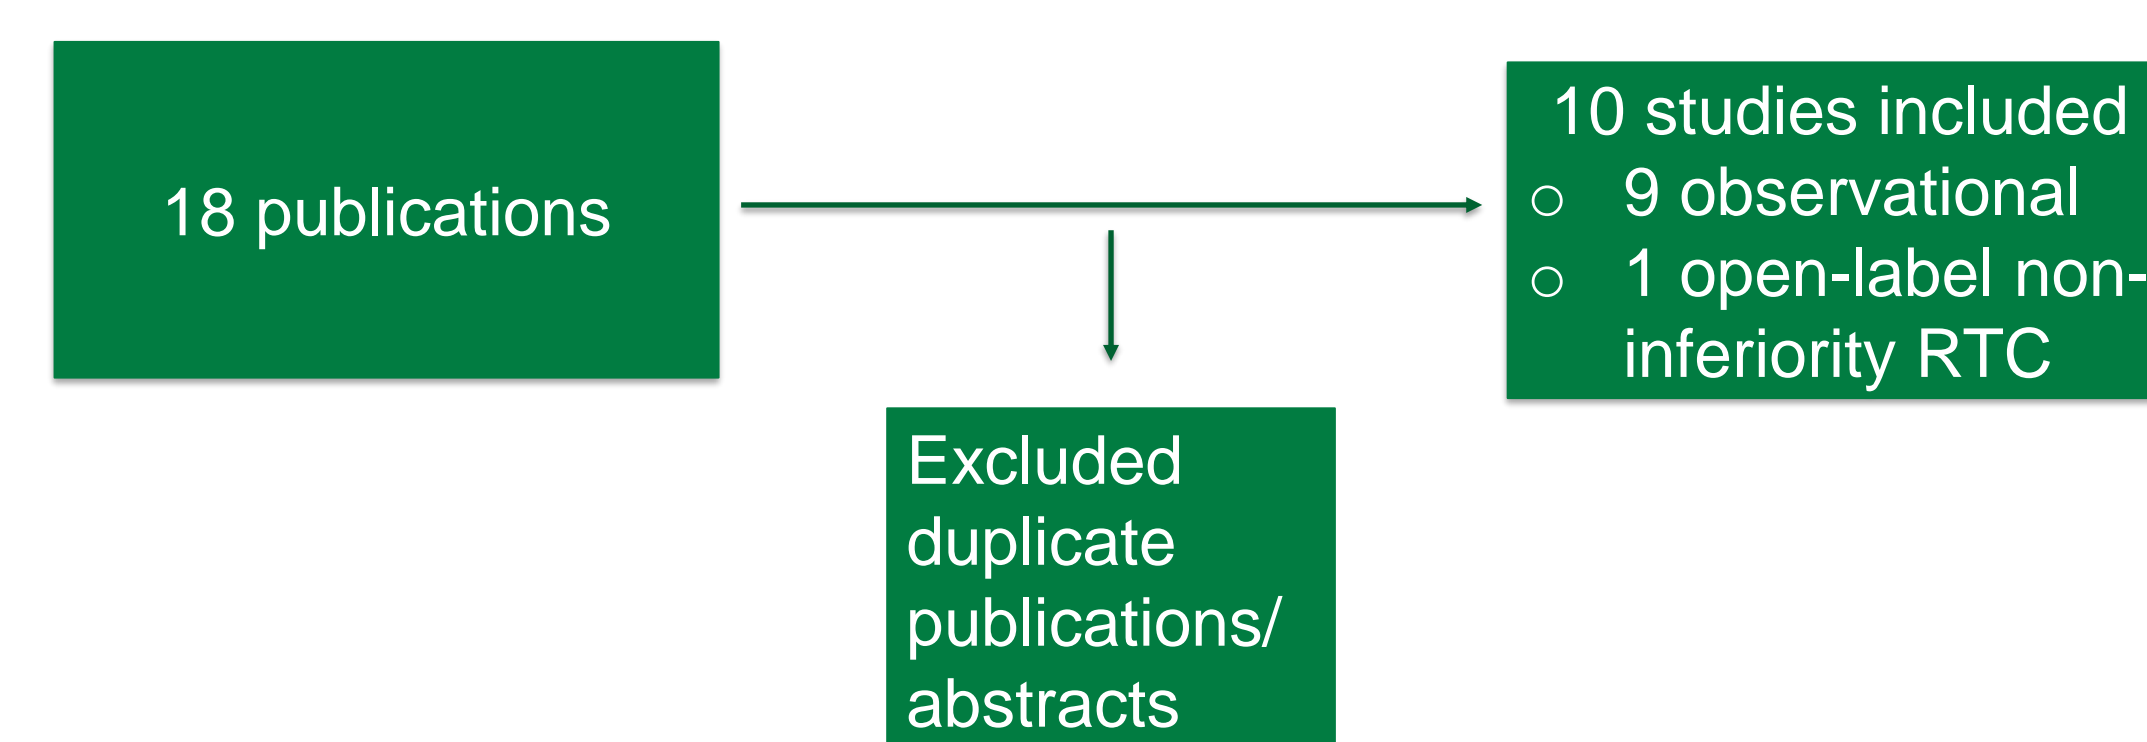 18 publications
10 studies included
○ 9 observational
○ 1 open-label non-
inferiority RTC
Excluded
duplicate
publications/
abstracts